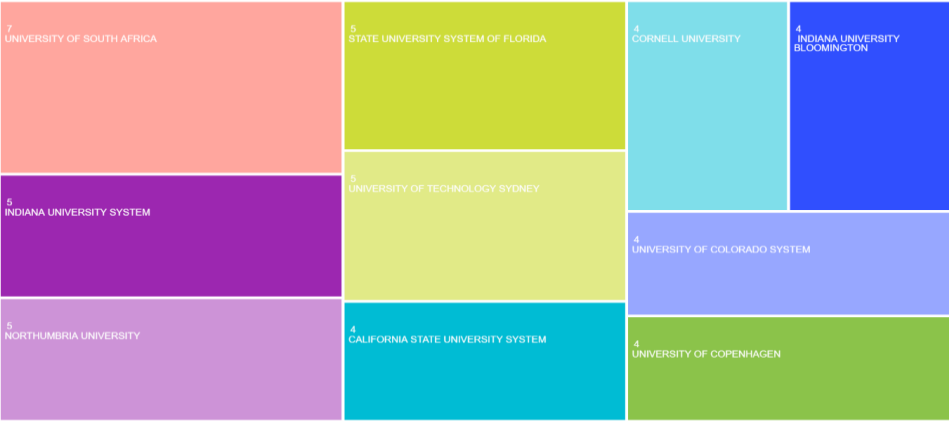 7
UNIVERSITY OF SOUTH AFRICA
5
INDIANA UNIVERSITY SYSTEM
5
NORTHUMBRIA UNIVERSITY
5
STATE UNIVERSITY SYSTEM OF FLORIDA
5
UNIVERSITY OF TECHNOLOGY SYDNEY
4
CALIFORNIA STATE UNIVERSITY SYSTEM
4
CORNELL UNIVERSITY
4
INDIANA UNIVERSITY
BLOOMINGTON
4
UNIVERSITY OF COLORADO SYSTEM
4
UNIVERSITY OF COPENHAGEN